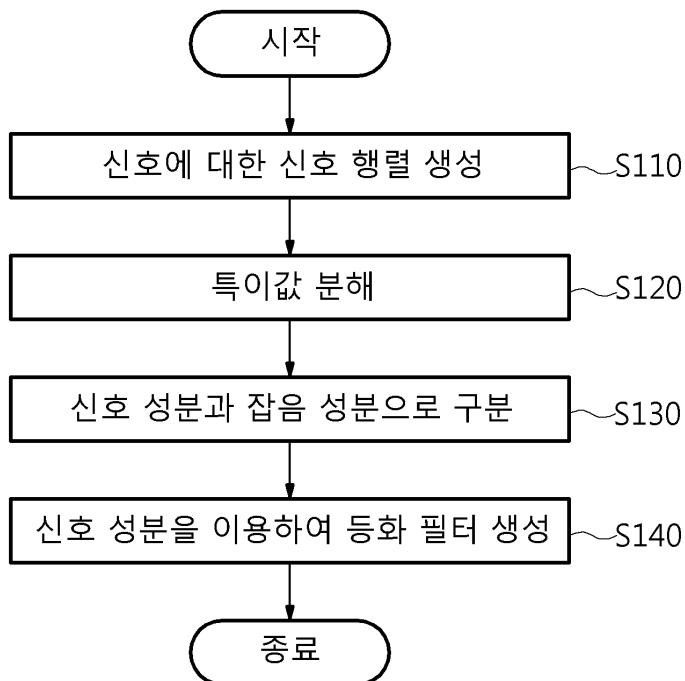 시작
신호에 대한 신호 행렬 생성 S110
특이값 분해 S120
신호 성분과 잡음 성분으로 구분 S130
신호 성분을 이용하여 등화 필터 생성 S140
종료